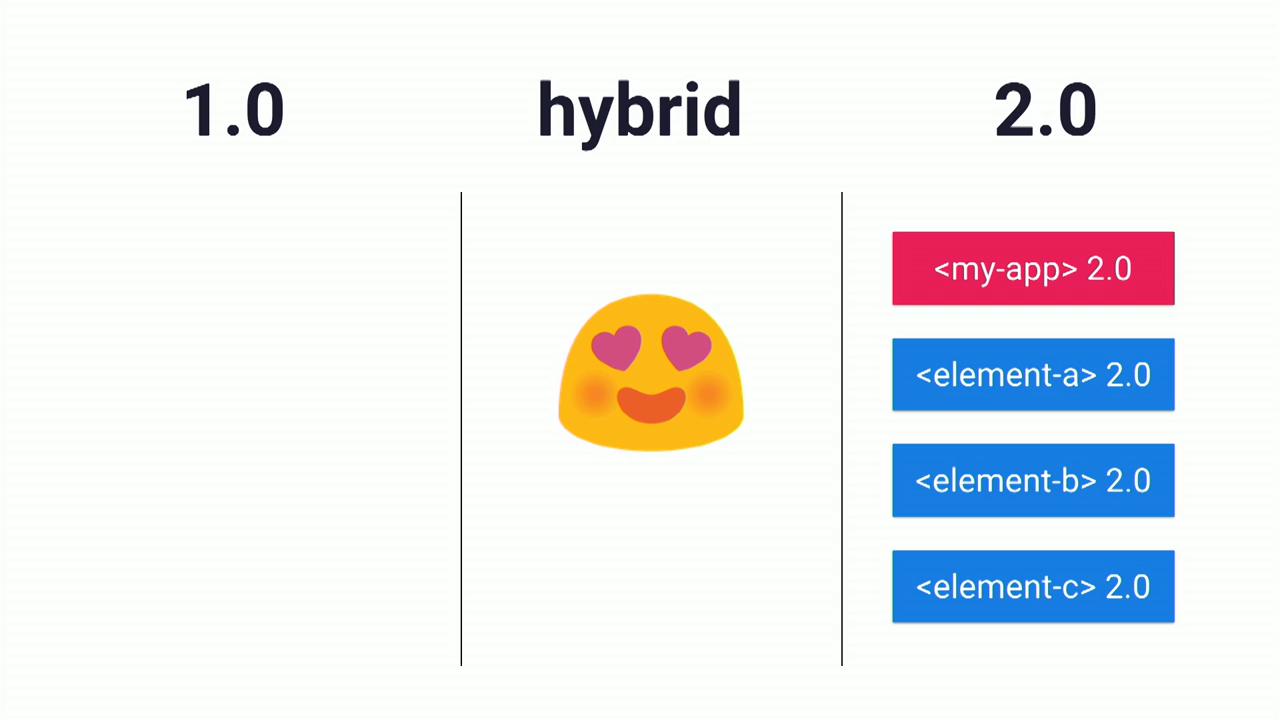 1.0
hybrid
2.0
<my-app> 2.0
<element-a> 2.0
<element-b> 2.0
<element-c> 2.0